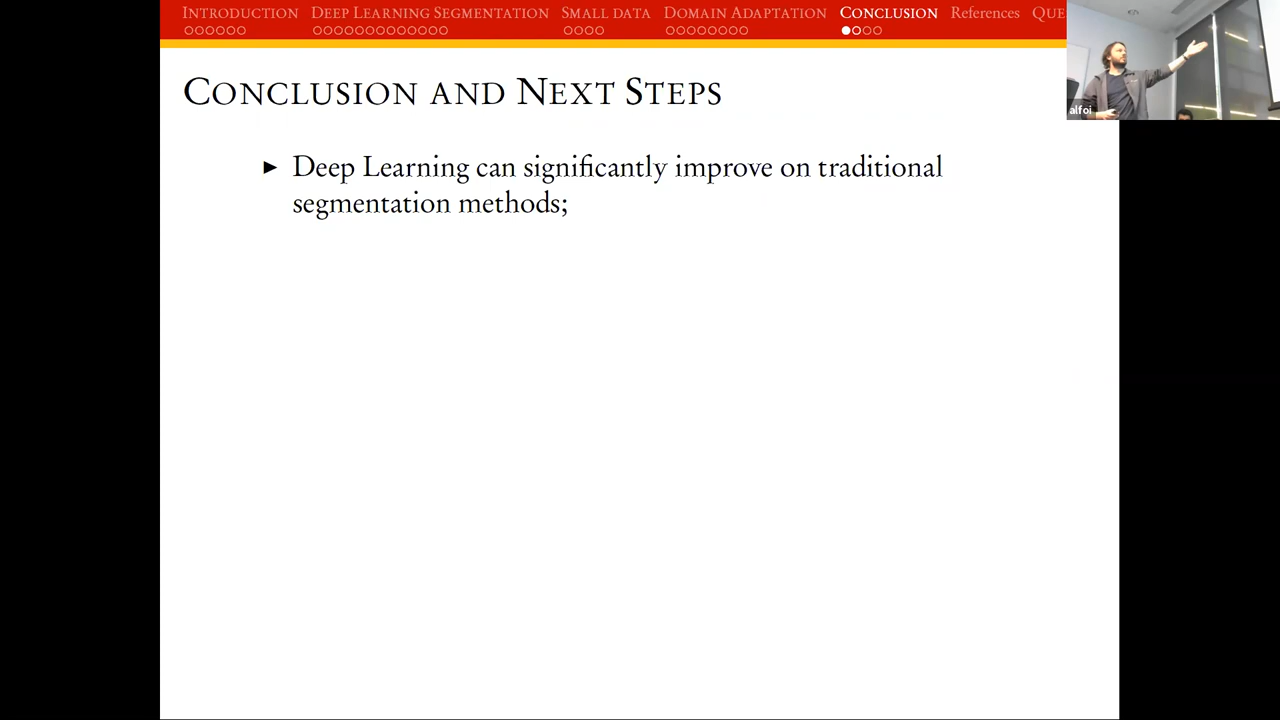 INTRODUCTION DEEP LEARNING SEGMENTATION SMALL DATA DOMAIN ADAPTATION CONCLUSION References QUE
alfoi
CONCLUSION AND NEXT STEPS
► Deep Learning can significantly improve on traditional
segmentation methods;